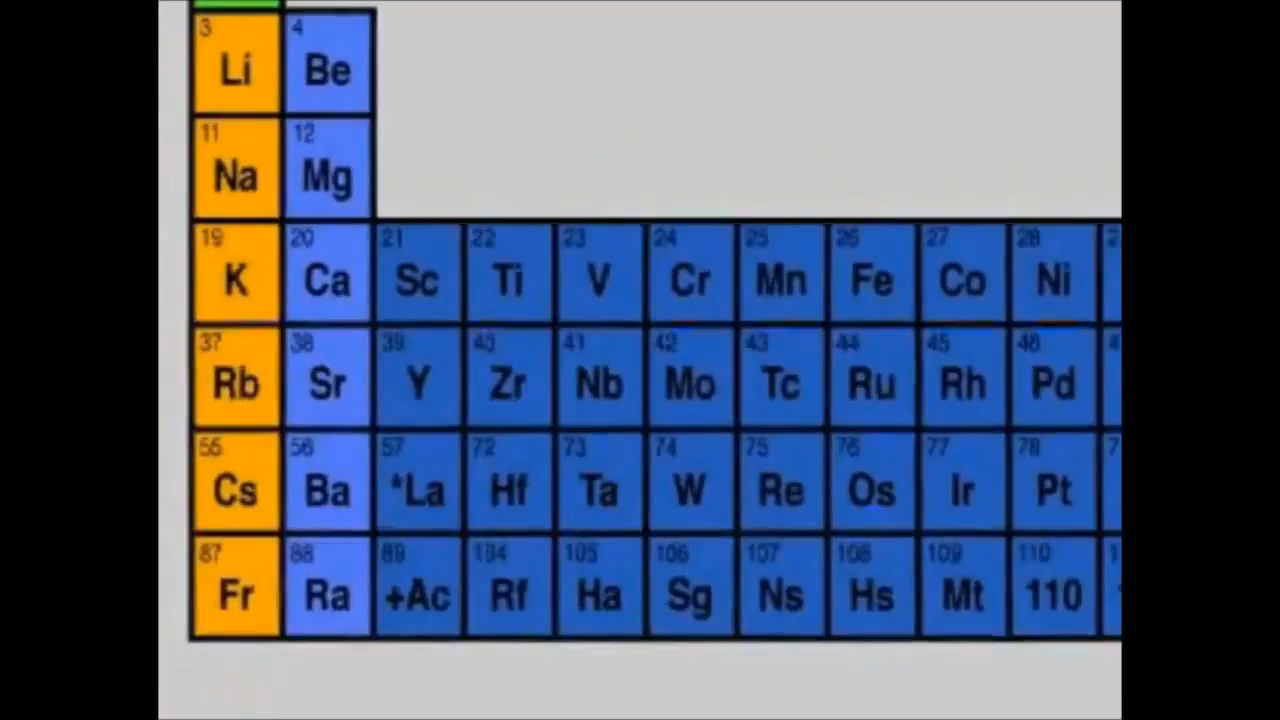 3 4
Li Be
11 12
Na Mg
19 20 21 22 23 24 25 26 27 28
K Ca Sc Ti V Cr Mn Fe Co Ni
37 38 39 40 41 42 43 44 45 46
Rb Sr Y Zr Nb Mo Tc Ru Rh Pd
55 56 57 72 73 74 75 76 77 78
Cs Ba *La Hf Ta W Re Os Ir Pt
87 88 89 104 105 106 107 108 109 110
Fr Ra +Ac Rf Ha Sg Ns Hs Mt 110